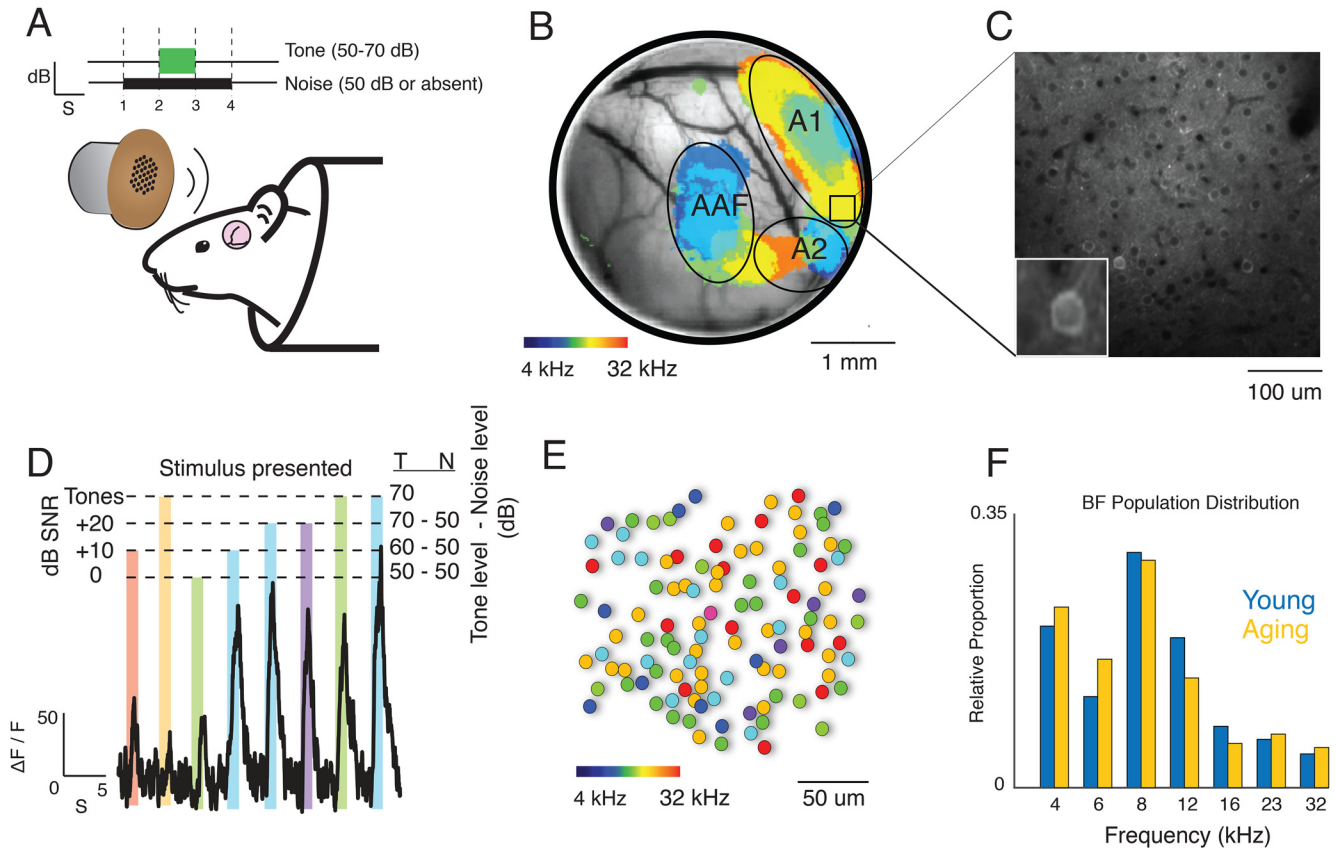 A
Tone (50-70 dB)
dB
Noise (50 dB or absent)
S
1 2 3 4
B
A1
AAF
A2
4 kHz
32 kHz
1 mm
C
100 um
D
Stimulus presented
T N
dB SNR
Tones
70
+20
70 - 50
+10
60 - 50
0
50 - 50
Tone level - Noise level
(dB)
50
ΔF / F
0
5
S
E
4 kHz
32 kHz
50 um
F
BF Population Distribution
0.35
Relative Proportion
Young
Aging
0
4 6 8 12 16 23 32
Frequency (kHz)